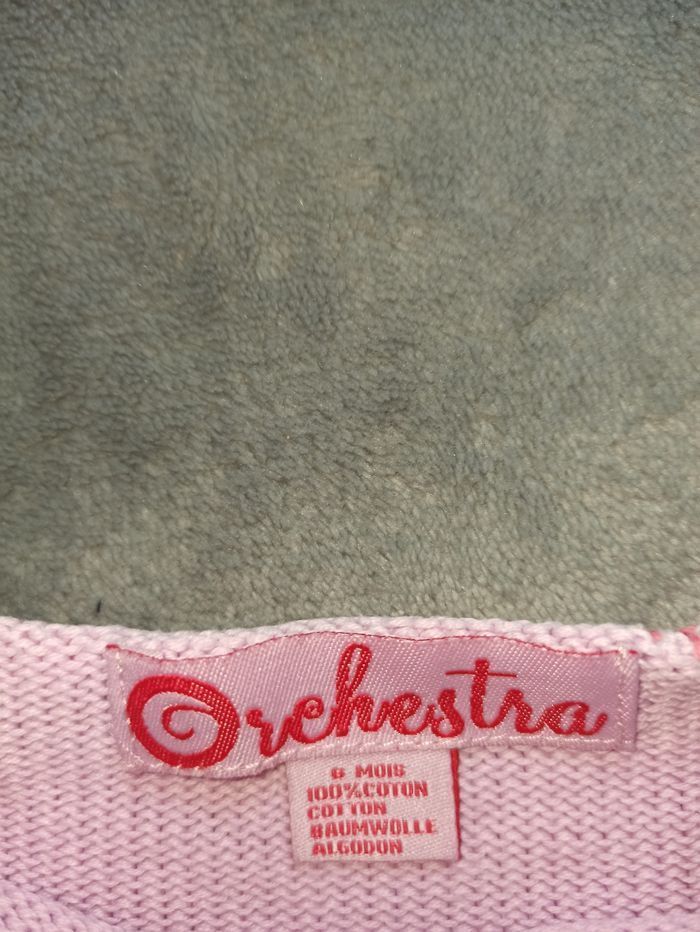 Orchestra
6 MOIS
100%COTON
COTTON
BAUMWOLLE
ALGODON